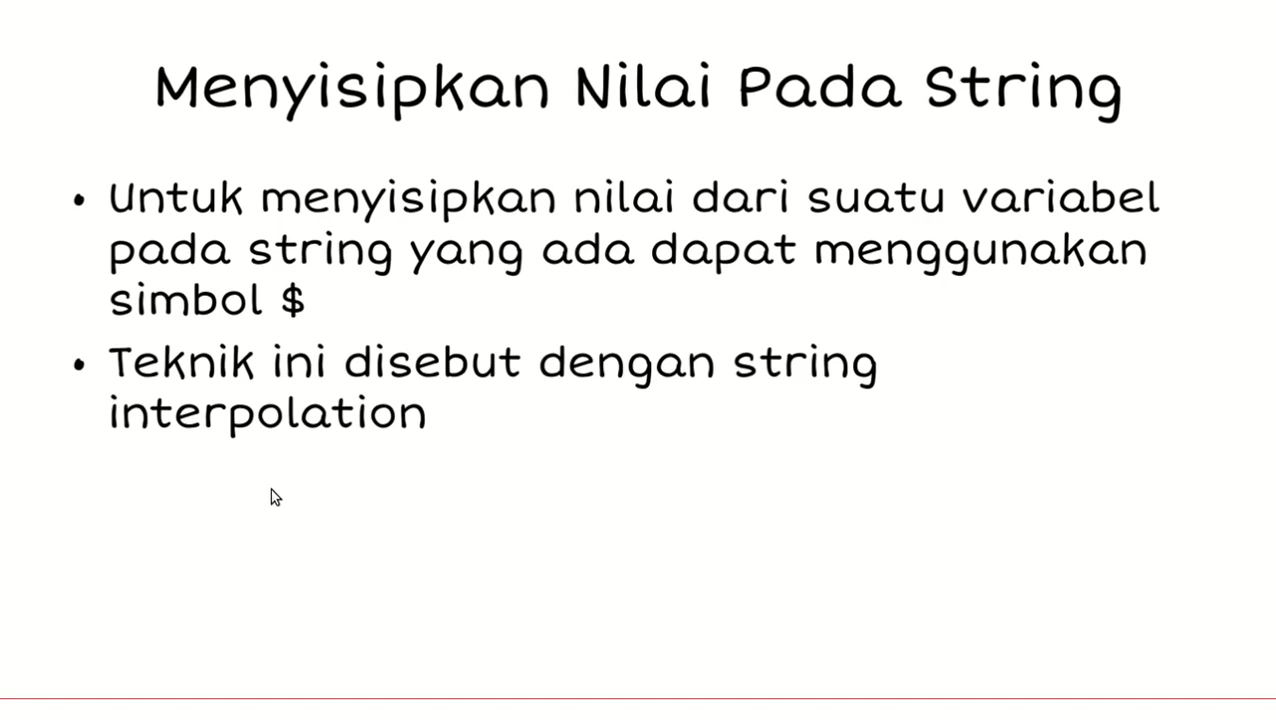 Menyisipkan Nilai Pada String
• Untuk menyisipkan nilai dari suatu variabel
pada string yang ada dapat menggunakan
simbol $
• Teknik ini disebut dengan string
interpolation